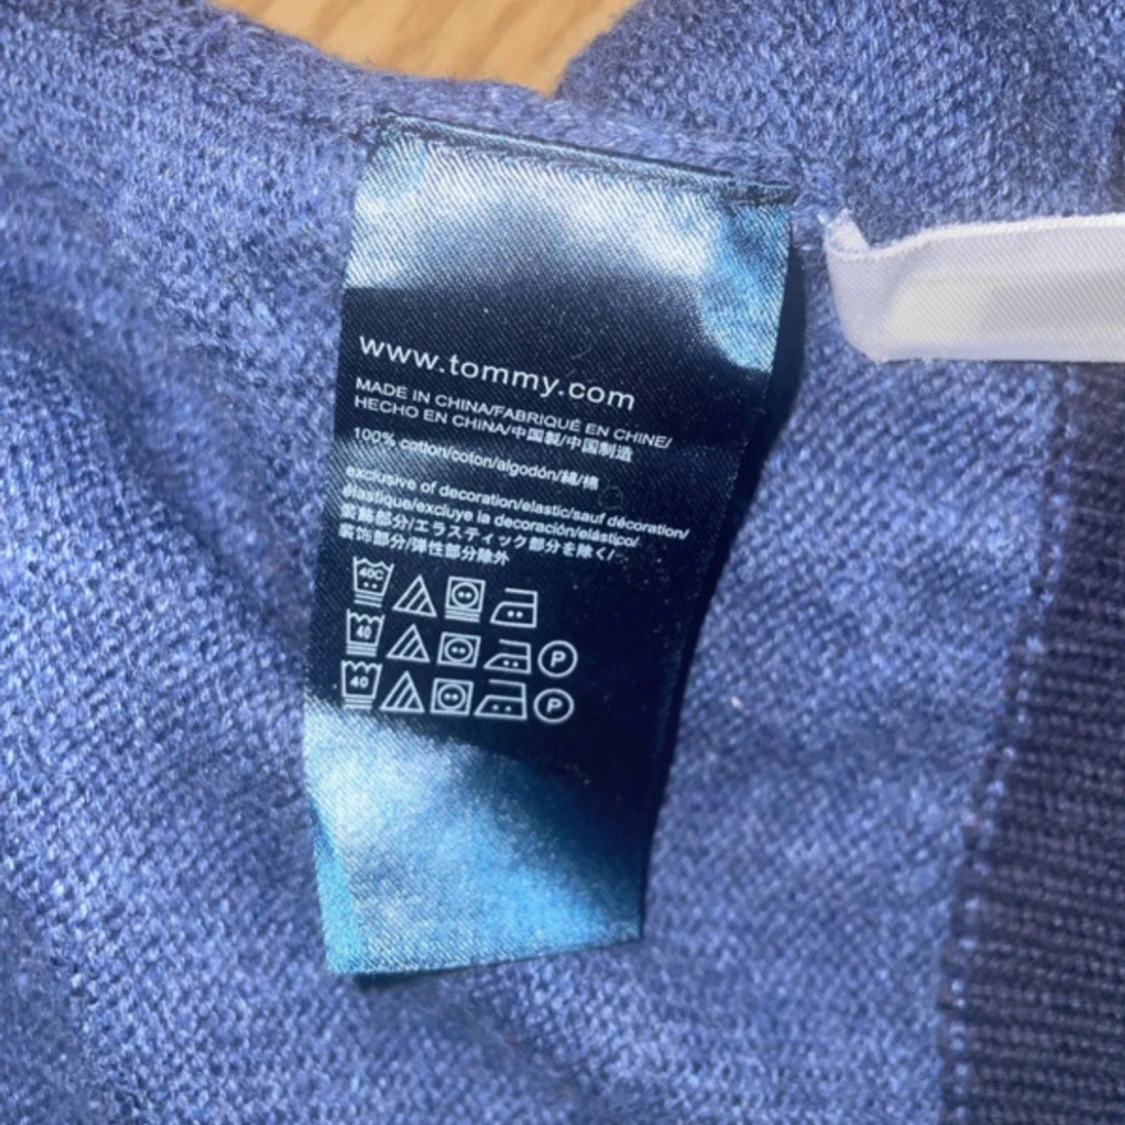 www.tommy.com
MADE IN CHINA/FABRIQUÉ EN CHINE/
HECHO EN CHINA/中国製/中国制造
100% cotton/coton/algodón/綿/棉
exclusive of decoration/elastic/sauf décoration/
élastique/excluye la decoración/elástico/
装飾部分/エラスティック部分を除く/
装饰部分/弹性部分除外
40C
40
P
40
P